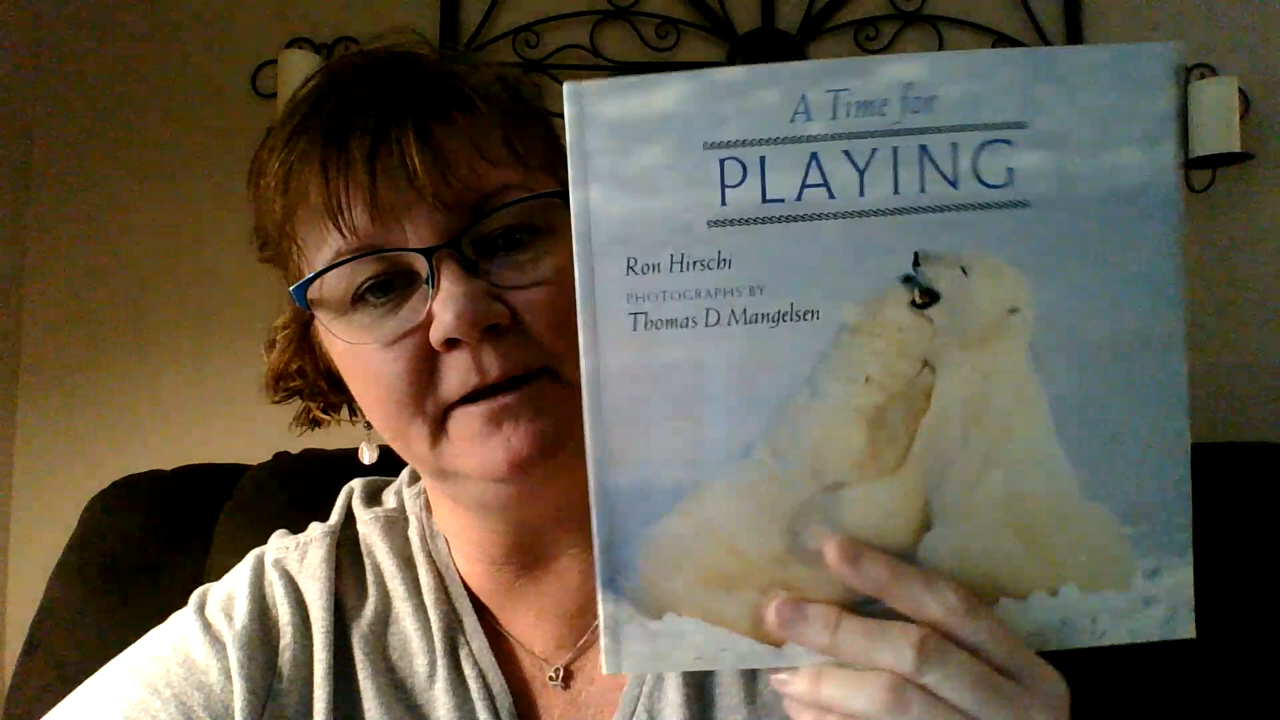 A Time for
PLAYING
Ron Hirschi
PHOTOGRAPHS BY
Thomas D. Mangelsen